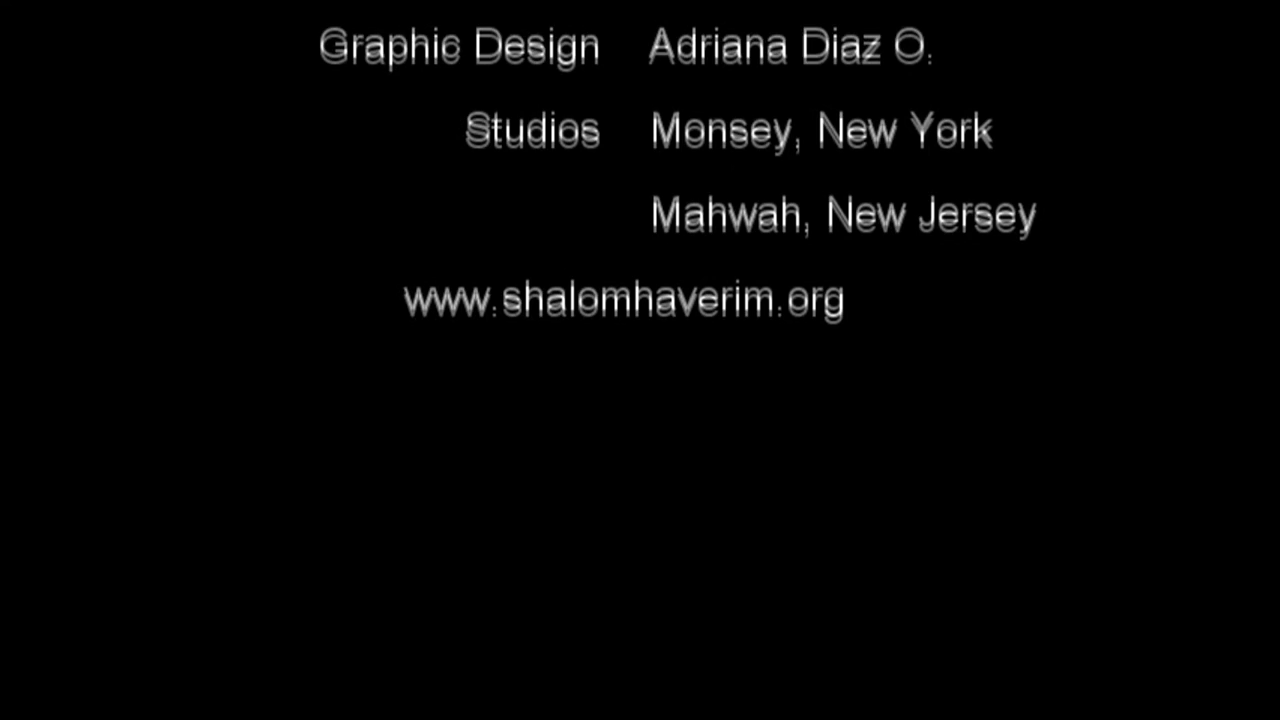 Graphic Design Adriana Diaz O.
Studios Monsey, New York
Mahwah, New Jersey
www.shalomhaverim.org